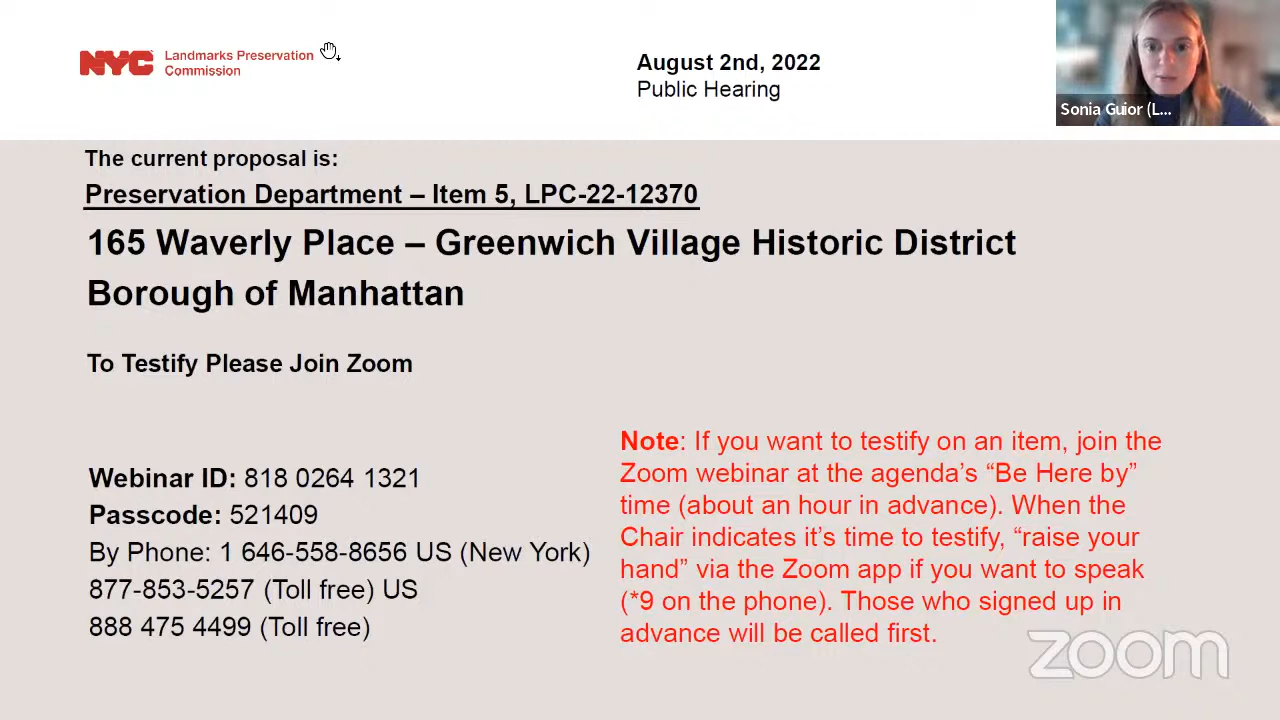 NYC Landmarks Preservation
Commission
August 2nd, 2022
Public Hearing
Sonia Guior (L...
The current proposal is:
Preservation Department – Item 5, LPC-22-12370
165 Waverly Place – Greenwich Village Historic District
Borough of Manhattan
To Testify Please Join Zoom
Webinar ID: 818 0264 1321
Passcode: 521409
By Phone: 1 646-558-8656 US (New York)
877-853-5257 (Toll free) US
888 475 4499 (Toll free)
Note: If you want to testify on an item, join the
Zoom webinar at the agenda’s “Be Here by”
time (about an hour in advance). When the
Chair indicates it’s time to testify, “raise your
hand” via the Zoom app if you want to speak
(*9 on the phone). Those who signed up in
advance will be called first.
zoom